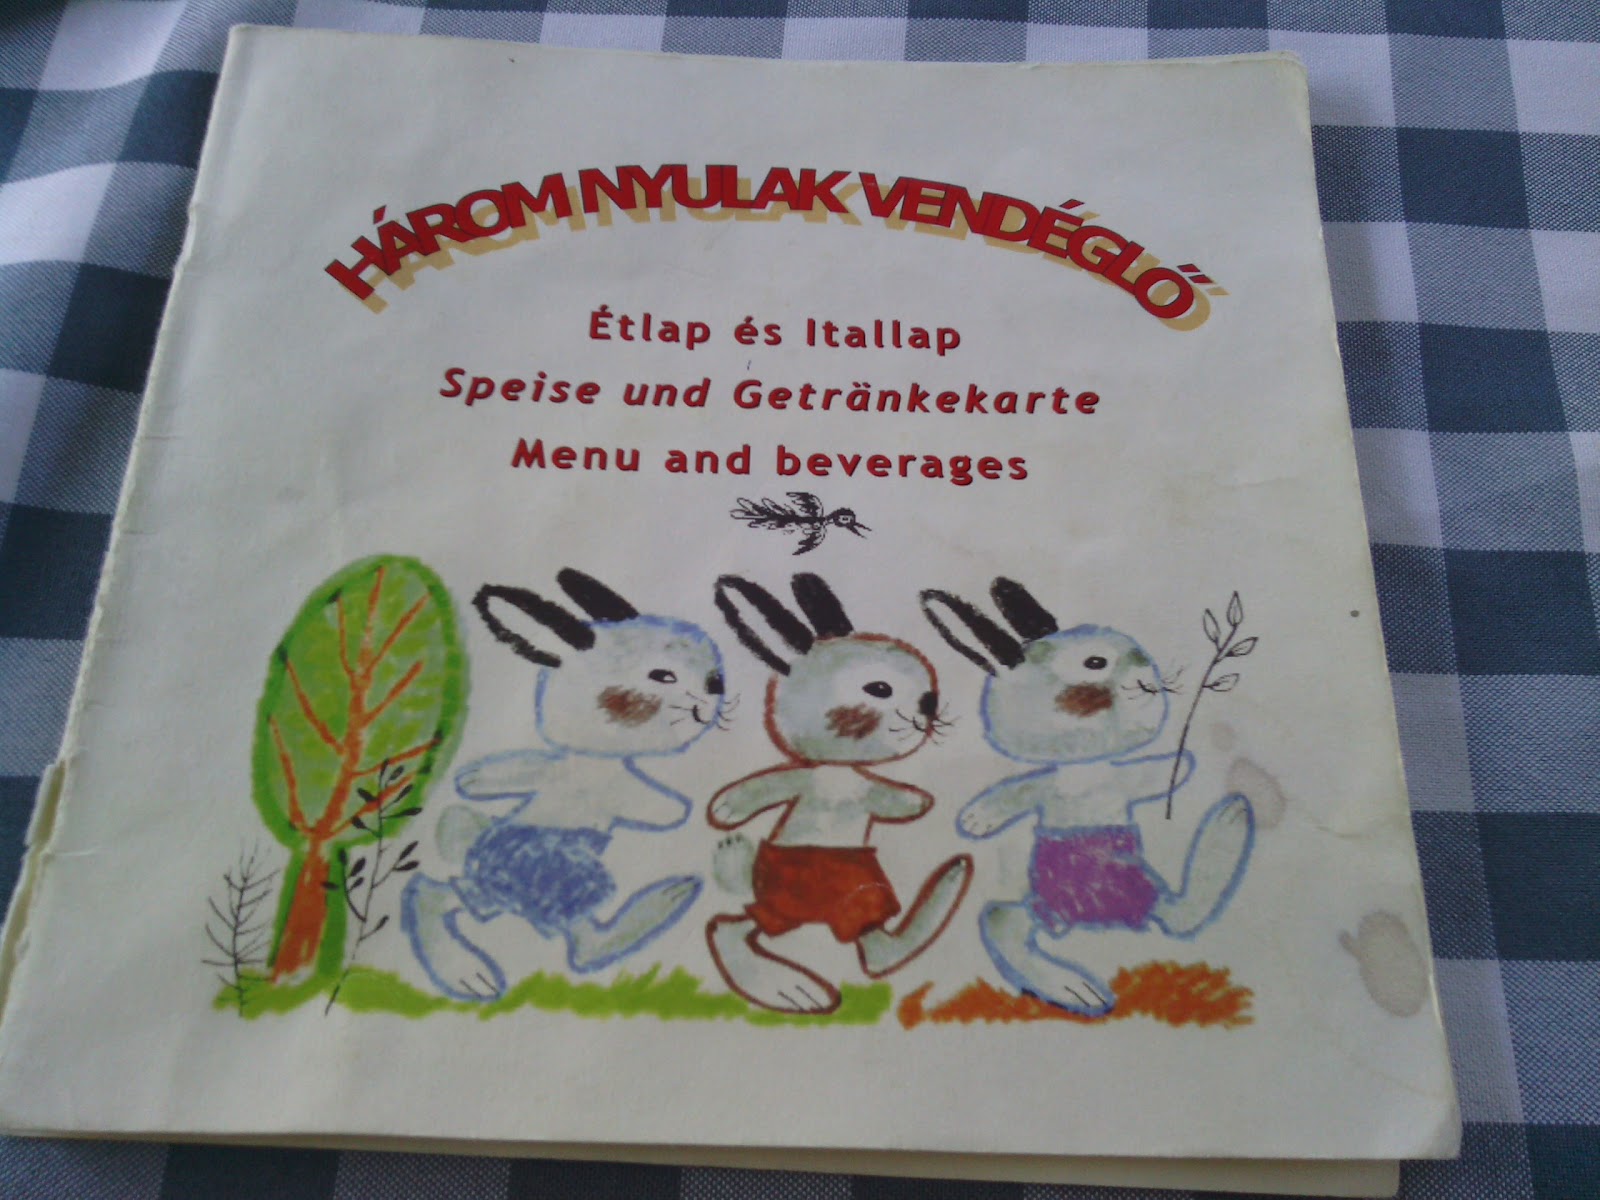 HÁROM NYULAK VENDÉGLŐ
Étlap és Itallap
Speise und Getränkekarte
Menu and beverages